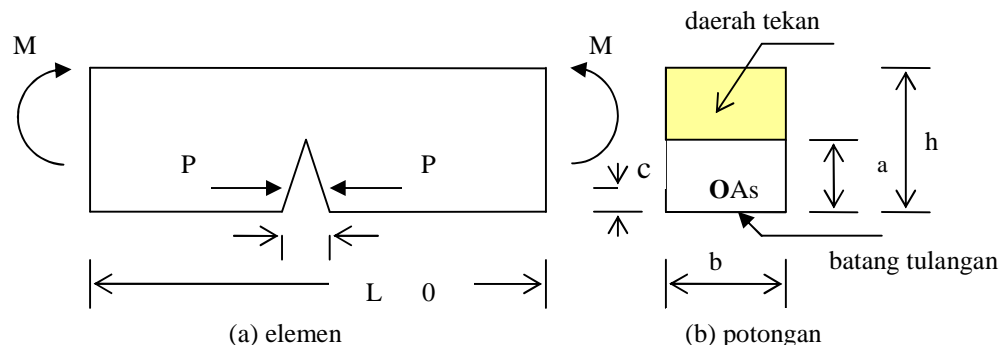 daerah tekan
M
M
P
P
c
OAs
a
h
b
batang tulangan
L 0
(a) elemen
(b) potongan